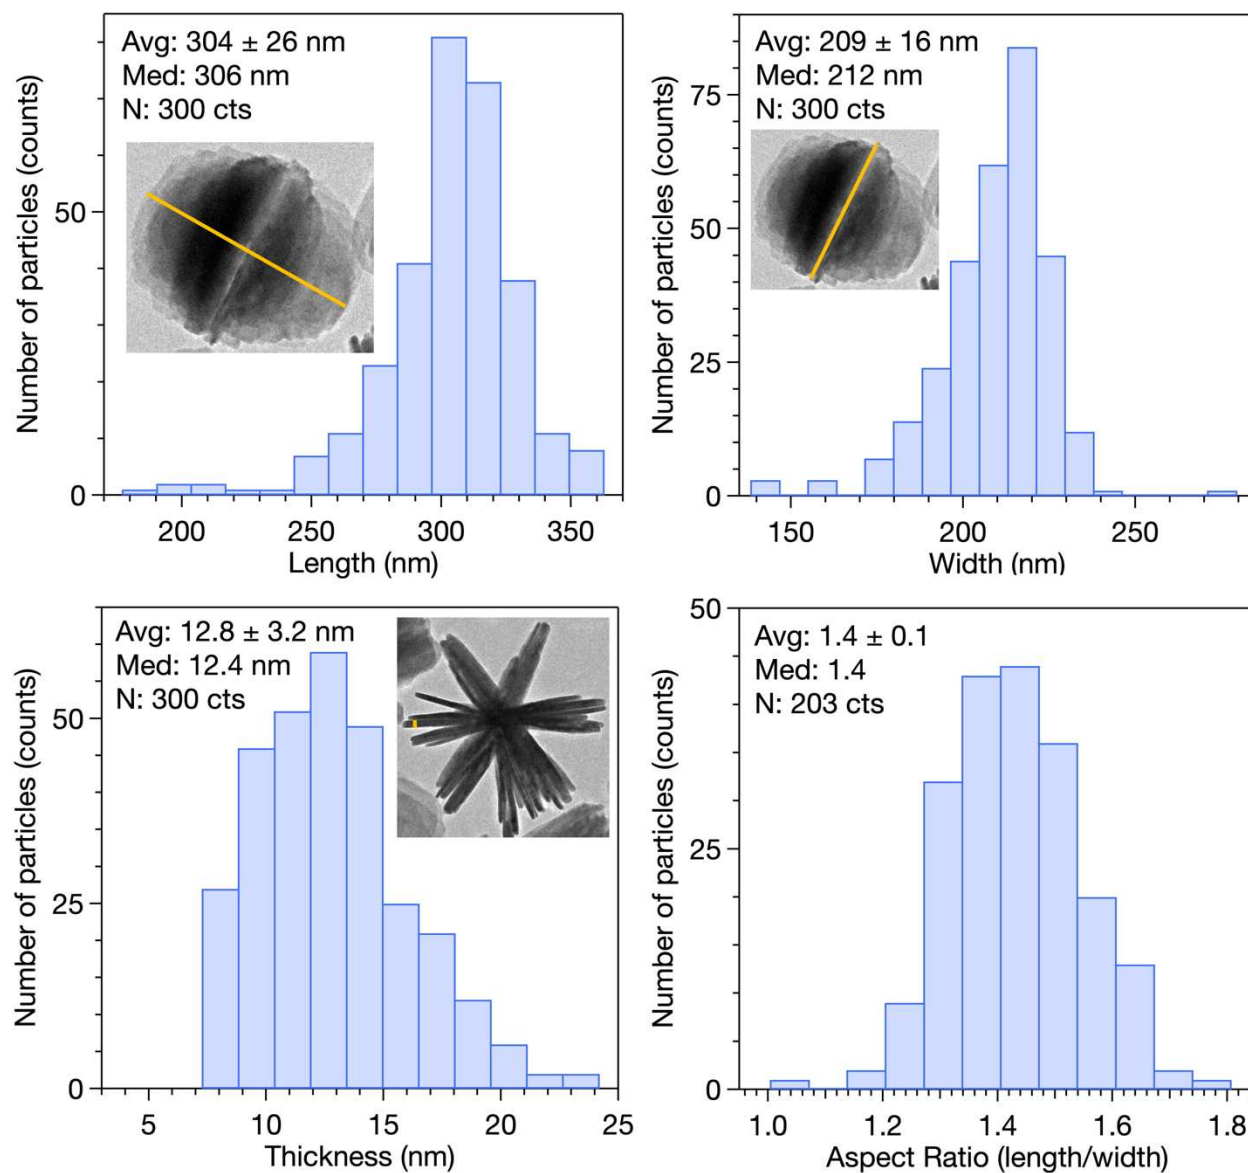 Avg: 304 ± 26 nm
Med: 306 nm
N: 300 cts
Number of particles (counts)
50
0
200
250
300
350
Length (nm)
Avg: 209 ± 16 nm
Med: 212 nm
N: 300 cts
Number of particles (counts)
75
50
25
0
150
200
250
Width (nm)
Avg: 12.8 ± 3.2 nm
Med: 12.4 nm
N: 300 cts
Number of particles (counts)
50
25
0
5
10
15
20
25
Thickness (nm)
Avg: 1.4 ± 0.1
Med: 1.4
N: 203 cts
Number of particles (counts)
50
25
0
1.0
1.2
1.4
1.6
1.8
Aspect Ratio (length/width)